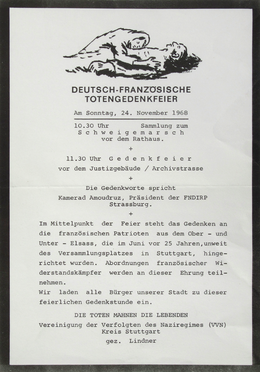 DEUTSCH-FRANZÖSISCHE
TOTENGEDENKFEIER
Am Sonntag, 24. November 1968
10.30 Uhr Sammlung zum
Schweigemarsch
vor dem Rathaus.
+
11.30 Uhr Gedenkfeier
vor dem Justizgebäude / Archivstrasse
+
Die Gedenkworte spricht
Kamerad Amoudruz, Präsident der FNDIRP
Strassburg.
+
Im Mittelpunkt der Feier steht das Gedenken an
die französischen Patrioten aus dem Ober - und
Unter - Elsass, die im Juni vor 25 Jahren,unweit
des Versammlungsplatzes in Stuttgart, hinge-
richtet wurden. Abordnungen französischer Wi-
derstandskämpfer werden an dieser Ehrung teil-
nehmen.
Wir laden alle Bürger unserer Stadt zu dieser
feierlichen Gedenkstunde ein.
DIE TOTEN MAHNEN DIE LEBENDEN
Vereinigung der Verfolgten des Naziregimes (VVN)
Kreis Stuttgart
gez. Lindner